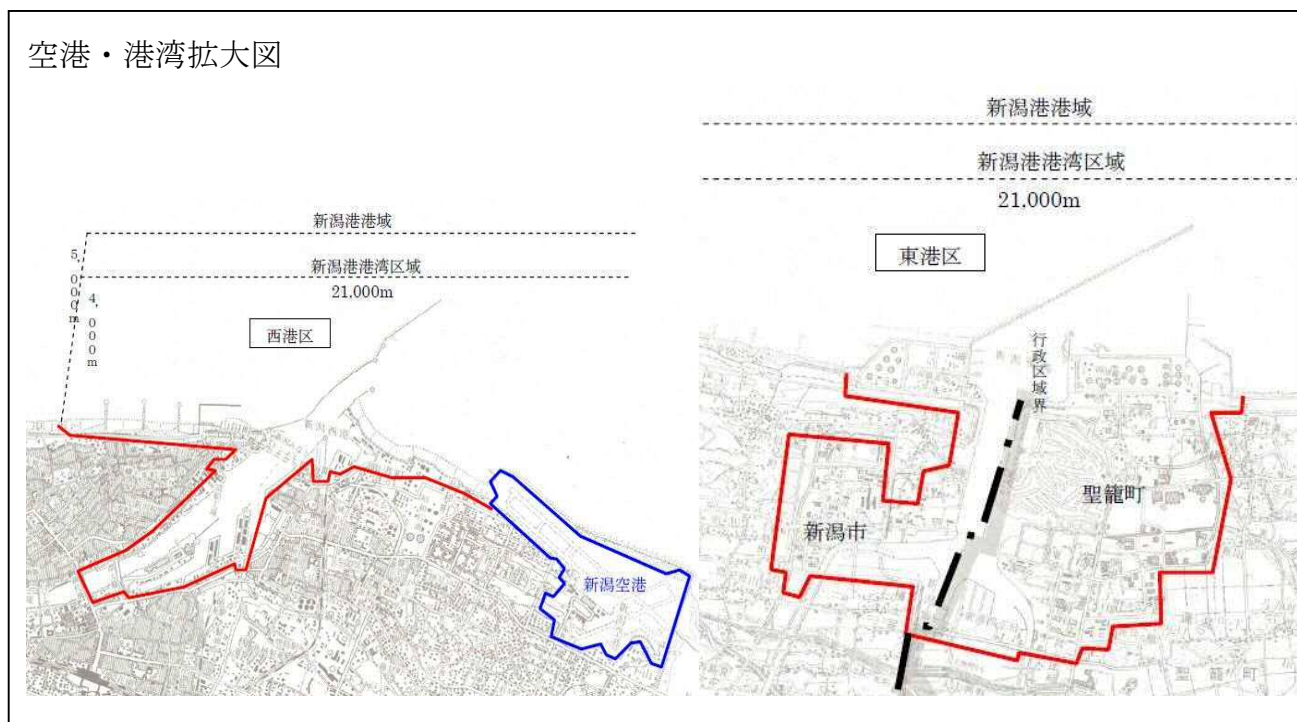 空港・港湾拡大図
新潟港港域
新潟港港湾区域
21,000m
西港区
5,000m
4,000m
新潟空港
新潟港港域
新潟港港湾区域
21,000m
東港区
行政区域界
新潟市
聖籠町